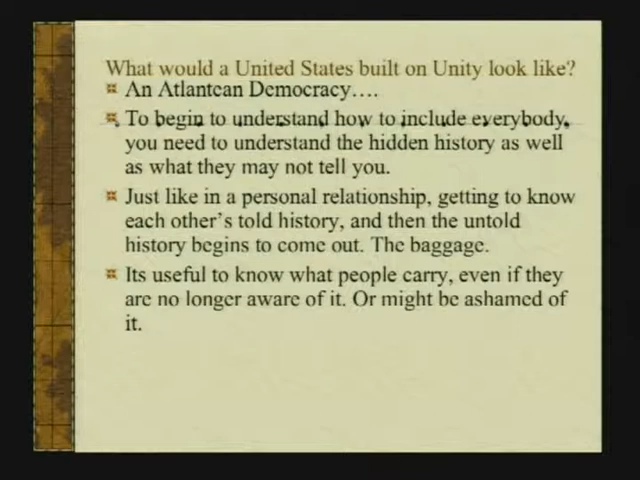 What would a United States built on Unity look like?
An Atlantean Democracy….
To begin to understand how to include everybody,
you need to understand the hidden history as well
as what they may not tell you.
Just like in a personal relationship, getting to know
each other's told history, and then the untold
history begins to come out. The baggage.
Its useful to know what people carry, even if they
are no longer aware of it. Or might be ashamed of
it.